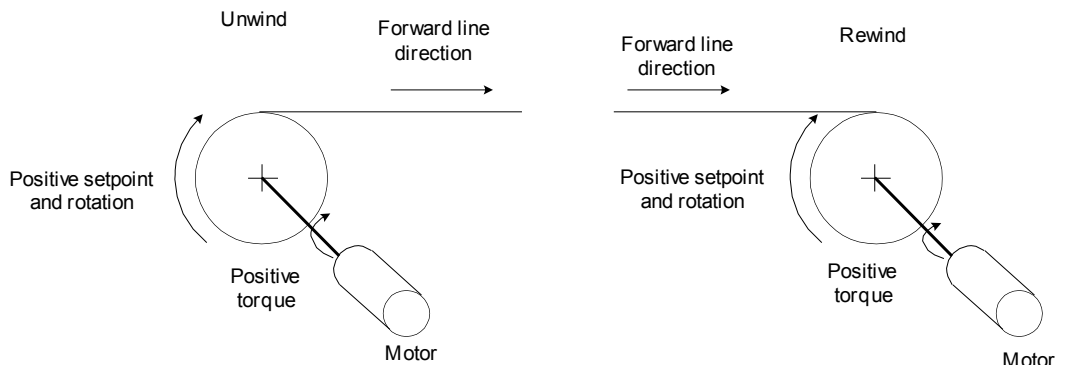 Unwind
Forward line
direction
Positive setpoint
and rotation
Positive
torque
Motor
Forward line
direction
Rewind
Positive setpoint
and rotation
Positive
torque
Motor